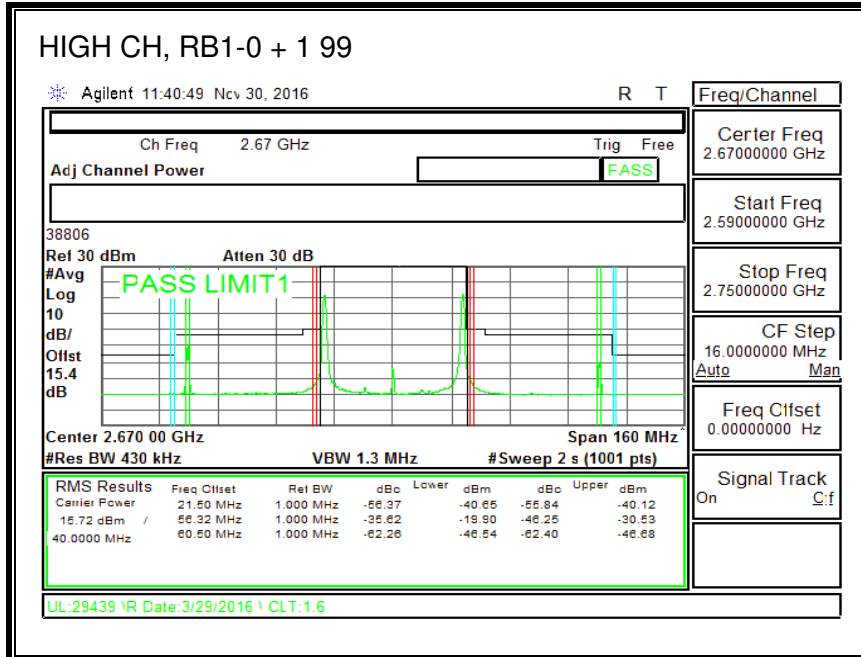 HIGH CH, RB1-0 + 1 99
Agilent 11:40:49 Nov 30, 2016 R T
Freq/Channel
Ch Freq 2.67 GHz Trig Free
Adj Channel Power PASS
Center Freq
2.67000000 GHz
Start Freq
2.59000000 GHz
Stop Freq
2.75000000 GHz
CF Step
16.0000000 MHz
Auto Man
Freq Offset
0.00000000 Hz
Signal Track
On Off
38806
Ref 30 dBm Atten 30 dB
#Avg
Log
10
dB/
Offst
15.4
dB
PASS LIMIT1
Center 2.670 00 GHz Span 160 MHz^
#Res BW 430 kHz VBW 1.3 MHz #Sweep 2 s (1001 pts)
RMS Results Freq Offset Ref BW dBc Lower dBm dBc Upper dBm
Carrier Power 21.50 MHz 1.000 MHz -56.37 -40.65 -55.84 -40.12
15.72 dBm / 56.32 MHz 1.000 MHz -35.62 -19.90 -46.25 -30.53
40.0000 MHz 60.50 MHz 1.000 MHz -62.26 -46.54 -62.40 -46.68
UL:29439 \R Date:3/29/2016 \ CLT:1.6